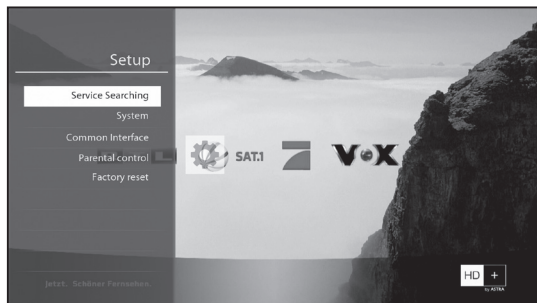 Setup
Service Searching
System
Common Interface
Parental control
Factory reset
SAT.1
VOX
Jetzt. Schöner Fernsehen.
HD +
by ASTRA